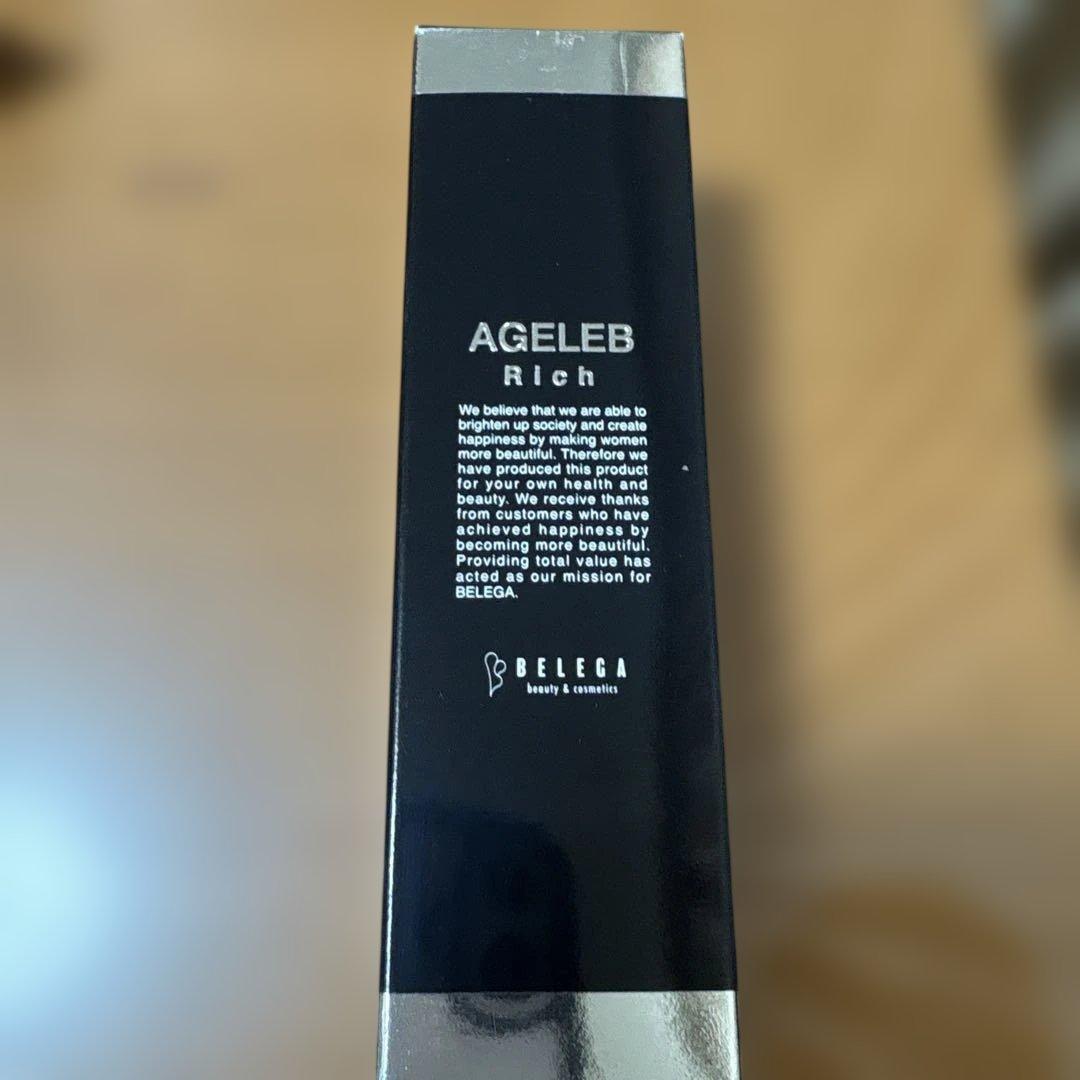 AGELEB
Rich
We believe that we are able to
brighten up society and create
happiness by making women
more beautiful. Therefore we
have produced this product
for your own health and
beauty. We receive thanks
from customers who have
achieved happiness by
becoming more beautiful.
Providing total value has
acted as our mission for
BELEGA.
BELEGA
beauty & cosmetics